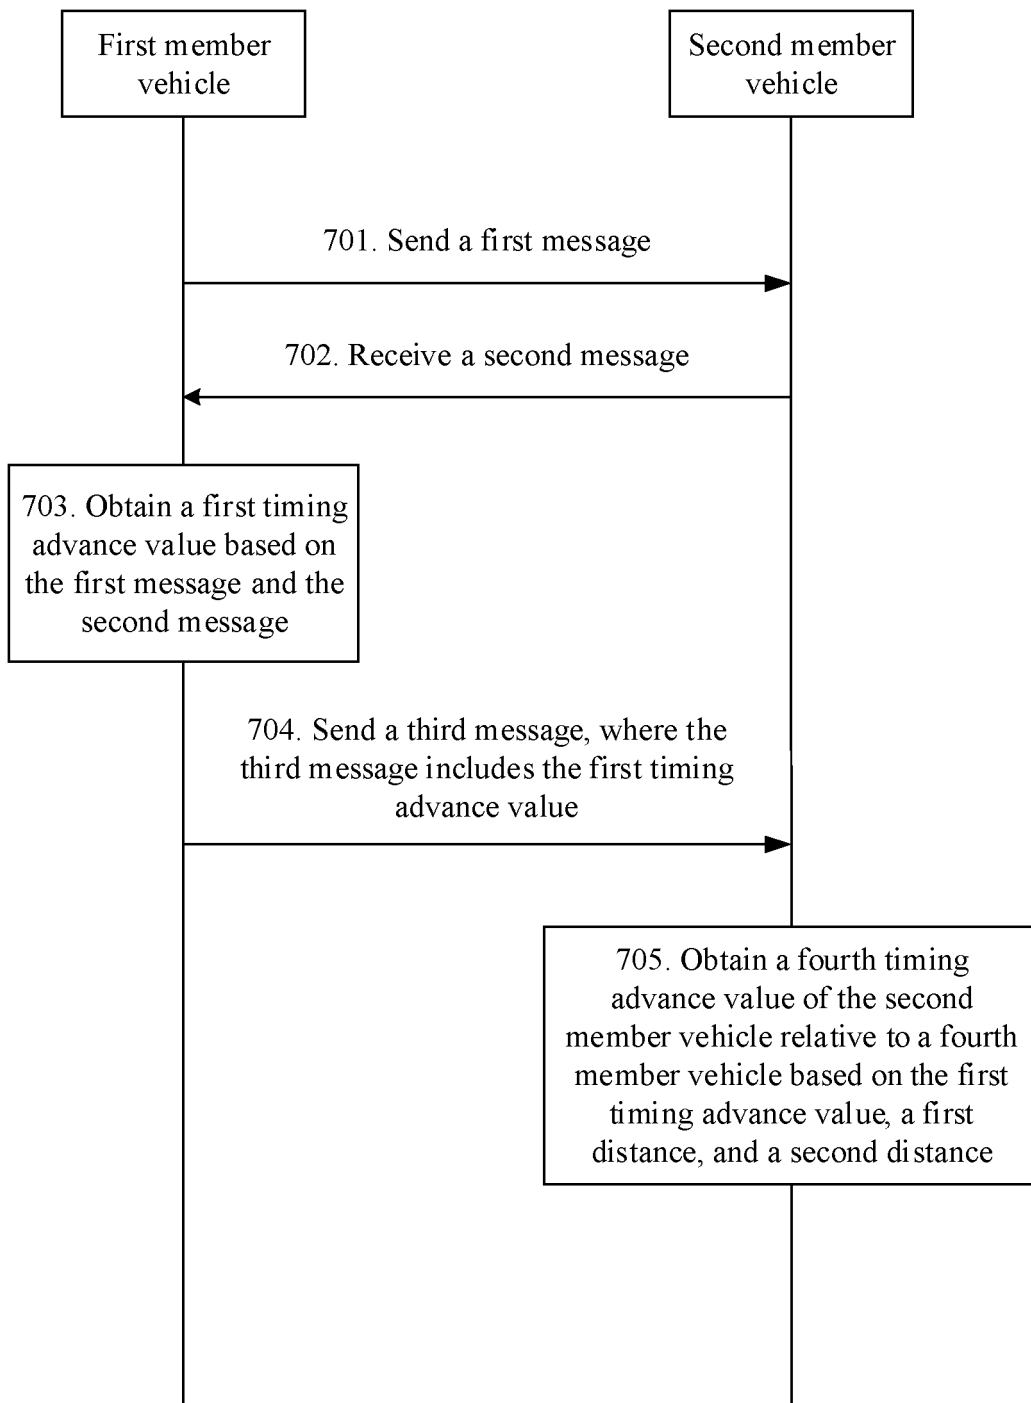 First member
vehicle
Second member
vehicle
701. Send a first message
702. Receive a second message
703. Obtain a first timing
advance value based on
the first message and the
second message
704. Send a third message, where the
third message includes the first timing
advance value
705. Obtain a fourth timing
advance value of the second
member vehicle relative to a fourth
member vehicle based on the first
timing advance value, a first
distance, and a second distance